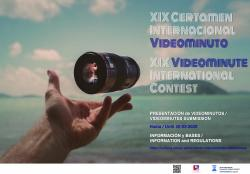 XIX Certamen
Internacional
Videominuto
XIX Videominute
International
Contest
PRESENTACIÓN de VIDEOMINUTOS /
VIDEOMINUTES SUBMISSION
INFORMACIÓN y BASES /
INFORMATION and REGULATIONS